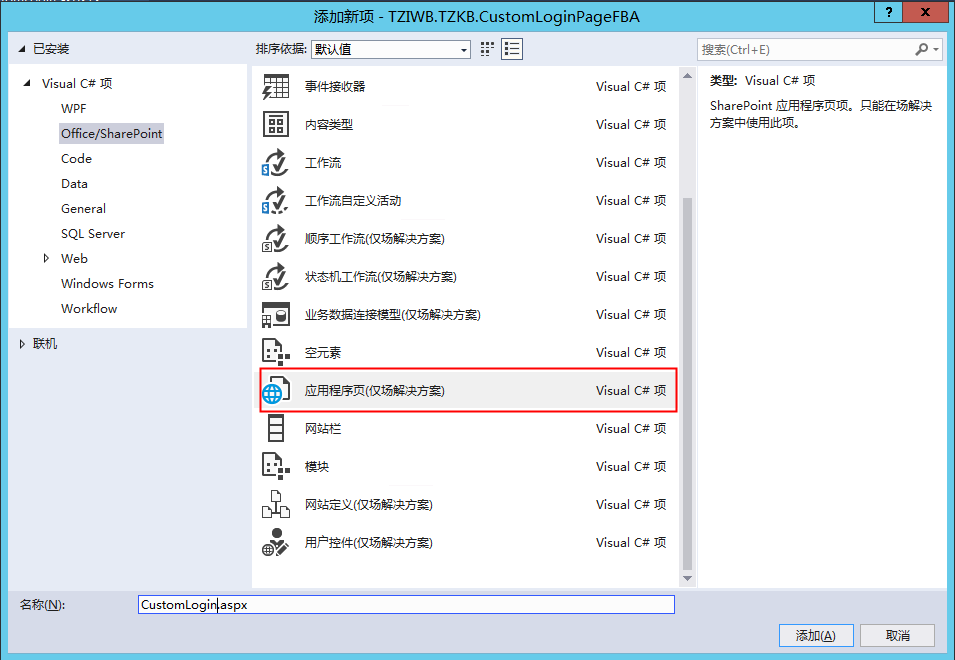 添加新项 - TZIWB.TZKB.CustomLoginPageFBA
?
x
已安装
排序依据:
默认值
搜索(Ctrl+E)
Visual C# 项
WPF
Office/SharePoint
Code
Data
General
SQL Server
Web
Windows Forms
Workflow
联机
事件接收器 Visual C# 项
内容类型 Visual C# 项
工作流 Visual C# 项
工作流自定义活动 Visual C# 项
顺序工作流(仅场解决方案) Visual C# 项
状态机工作流(仅场解决方案) Visual C# 项
业务数据连接模型(仅场解决方案) Visual C# 项
空元素 Visual C# 项
应用程序页(仅场解决方案) Visual C# 项
网站栏 Visual C# 项
模块 Visual C# 项
网站定义(仅场解决方案) Visual C# 项
用户控件(仅场解决方案) Visual C# 项
类型: Visual C# 项
SharePoint 应用程序页项。只能在场解决
方案中使用此项。
名称(N):
CustomLogin.aspx
添加(A)
取消